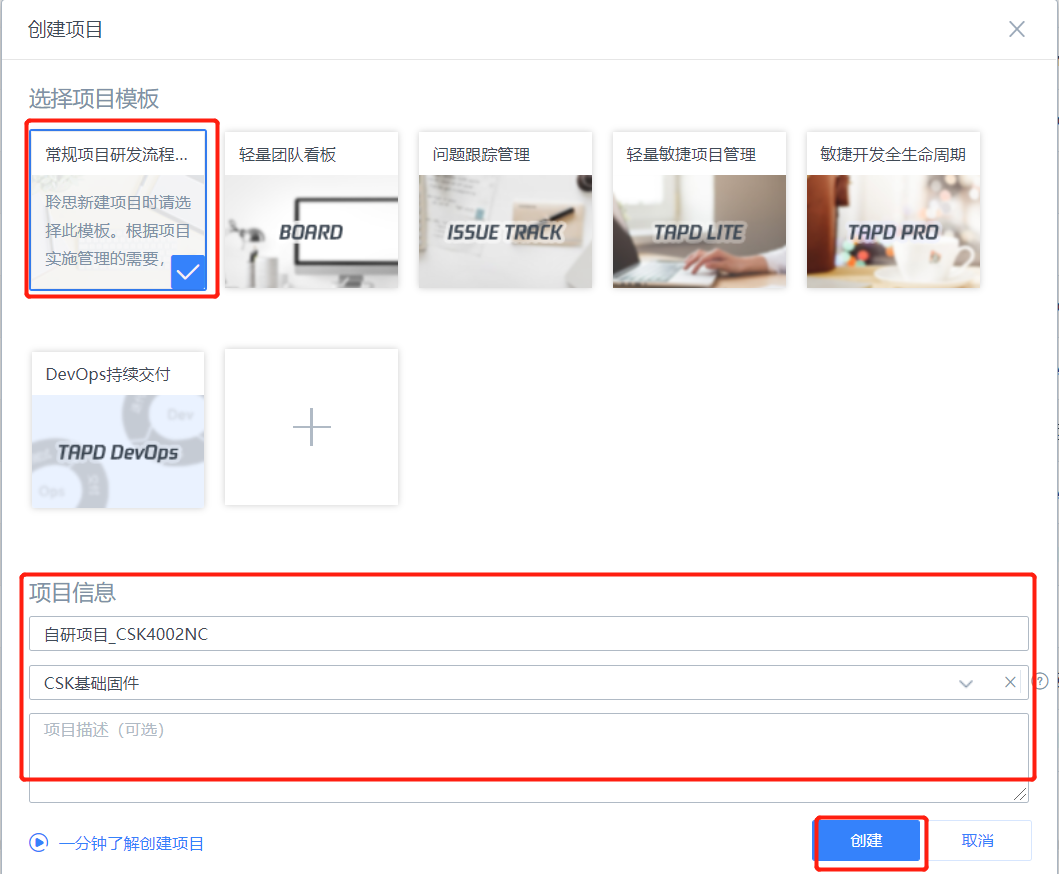 创建项目
选择项目模板
常规项目研发流程...
聆思新建项目时请选
择此模板。根据项目
实施管理的需要，
轻量团队看板
BOARD
问题跟踪管理
ISSUE TRACK
轻量敏捷项目管理
TAPD LITE
敏捷开发全生命周期
TAPD PRO
DevOps持续交付
Dev
TAPD DevOps
Ops
项目信息
自研项目_CSK4002NC
CSK基础固件
项目描述（可选）
一分钟了解创建项目
创建
取消